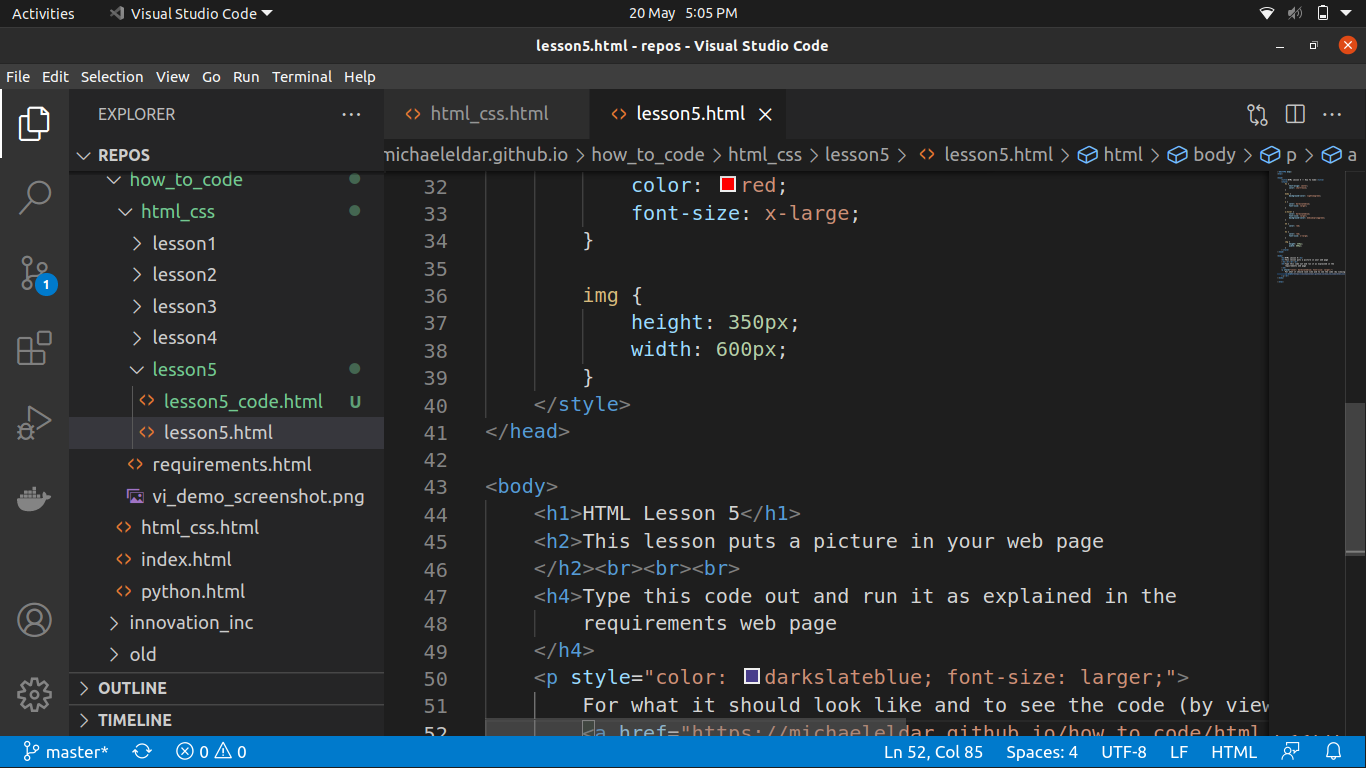 Activities Visual Studio Code 20 May 5:05 PM
lesson5.html - repos - Visual Studio Code
File Edit Selection View Go Run Terminal Help
EXPLORER
REPOS
how_to_code
html_css
lesson1
lesson2
lesson3
lesson4
lesson5
lesson5_code.html U
lesson5.html
requirements.html
vi_demo_screenshot.png
html_css.html
index.html
python.html
innovation_inc
old
OUTLINE
TIMELINE
1
html_css.html lesson5.html
michaeleldar.github.io > how_to_code > html_css > lesson5 > lesson5.html > html > body > p > a
32 color: red;
33 font-size: x-large;
34 }
35
36 img {
37 height: 350px;
38 width: 600px;
39 }
40 </style>
41 </head>
42
43 <body>
44 <h1>HTML Lesson 5</h1>
45 <h2>This lesson puts a picture in your web page
46 </h2><br><br><br>
47 <h4>Type this code out and run it as explained in the
48 requirements web page
49 </h4>
50 <p style="color: darkslateblue; font-size: larger;">
51 For what it should look like and to see the code (by view
52 <a href="https://michaeleldar.github.io/how_to_code/html
master* 0 0 Ln 52, Col 85 Spaces: 4 UTF-8 LF HTML